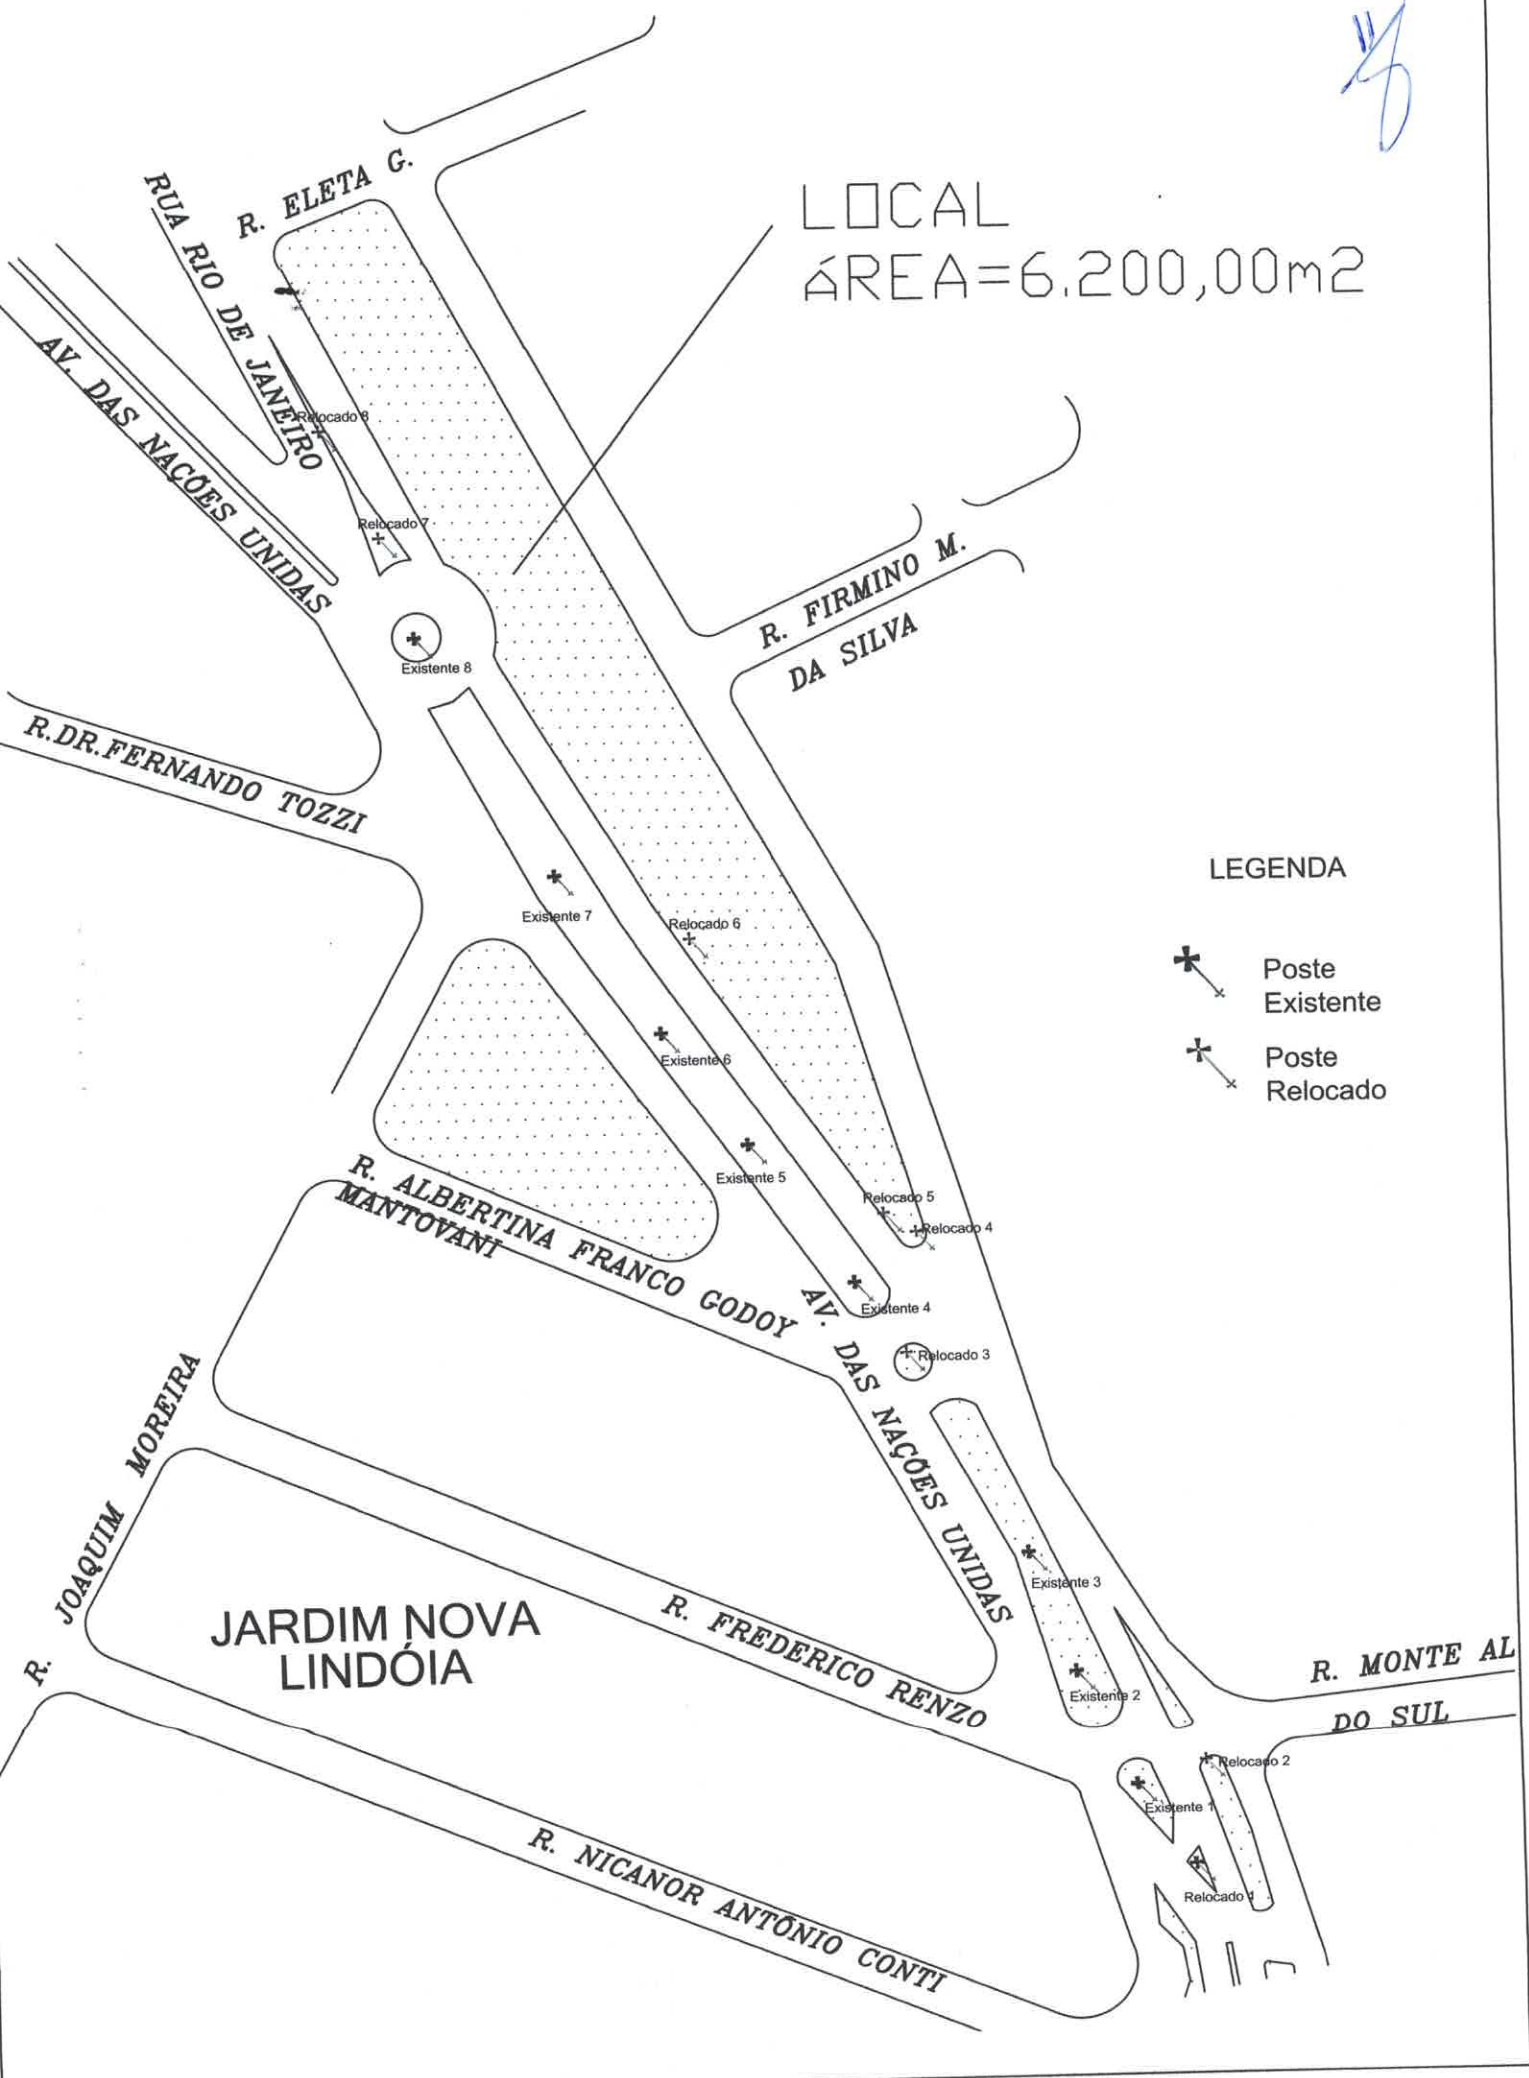 R. ELETA G.
RUA RIO DE JANEIRO
LOCAL
ÁREA=6.200,00m2
AV. DAS NAÇÕES UNIDAS
Relocado 8
Relocado 7
R. FIRMINO M.
DA SILVA
Existente 8
R.DR.FERNANDO TOZZI
LEGENDA
Existente 7
Relocado 6
Poste
Existente
Existente 6
Poste
Relocado
Existente 5
R. ALBERTINA FRANCO GODOY
MANTOVANI
Relocado 5
Relocado 4
Existente 4
Relocado 3
AV. DAS NAÇÕES UNIDAS
R. JOAQUIM MOREIRA
Existente 3
JARDIM NOVA
LINDÓIA
R. FREDERICO RENZO
Existente 2
R. MONTE AL
DO SUL
Relocado 2
Existente 1
R. NICANOR ANTÔNIO CONTI
Relocado 1